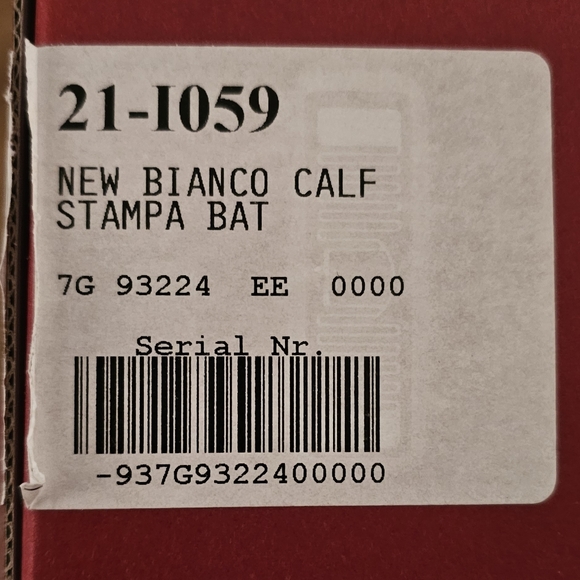 21-I059
NEW BIANCO CALF
STAMPA BAT
7G 93224 EE 0000
Serial Nr.
-937G9322400000